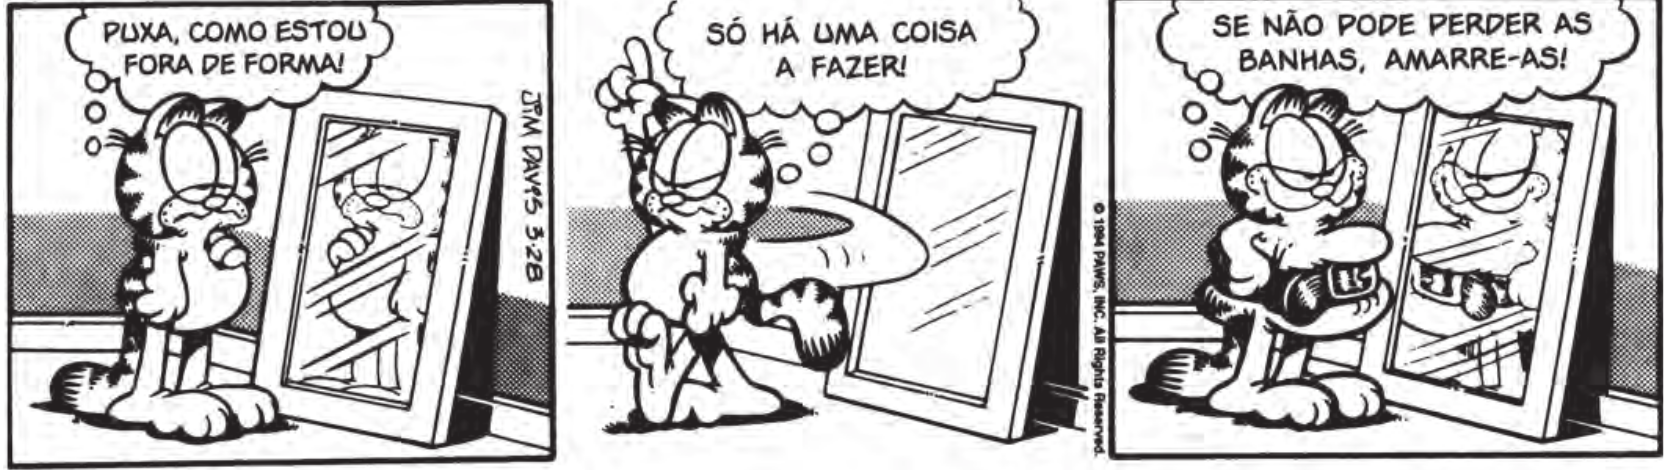 PUXA, COMO ESTOU
FORA DE FORMA!
JIM DAVIS 3-28
SÓ HÁ UMA COISA
A FAZER!
© 1984 PAWS, INC. All Rights Reserved.
SE NÃO PODE PERDER AS
BANHAS, AMARRE-AS!